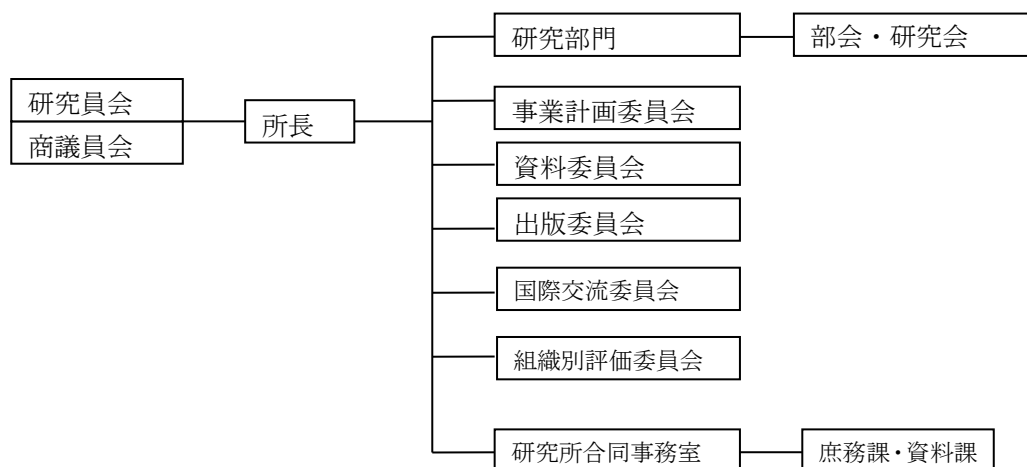 研究部門
部会・研究会
研究員会
商議員会
所長
事業計画委員会
資料委員会
出版委員会
国際交流委員会
組織別評価委員会
研究所合同事務室
庶務課・資料課